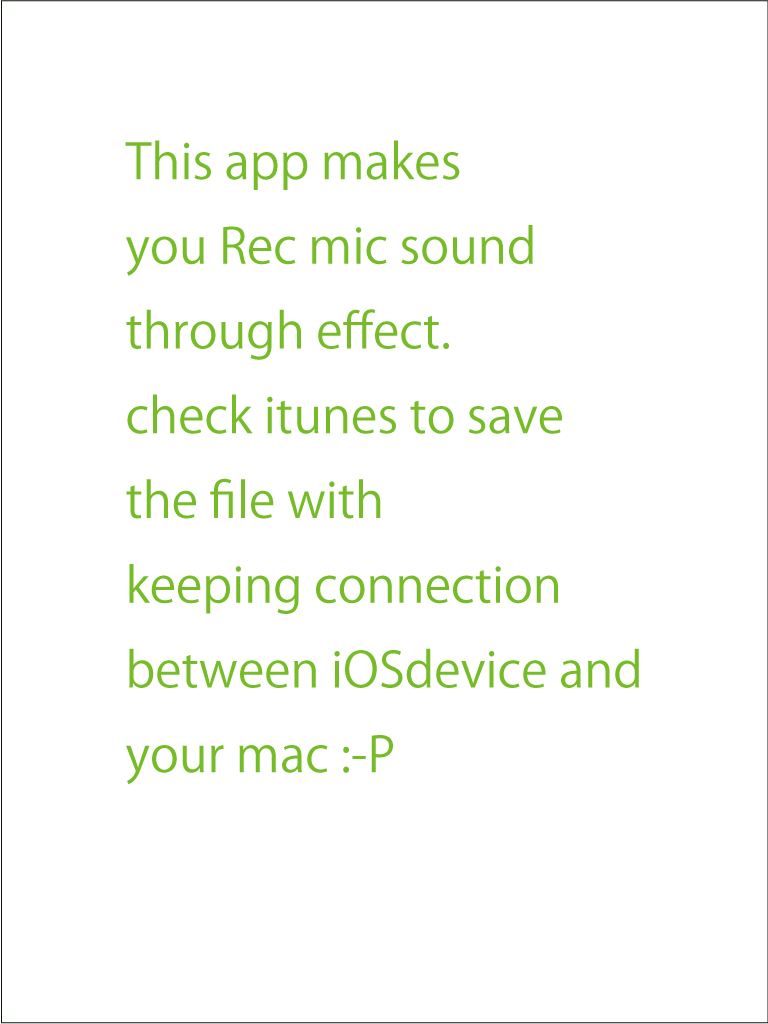 This app makes
you Rec mic sound
through effect.
check itunes to save
the file with
keeping connection
between iOSdevice and
your mac :-P